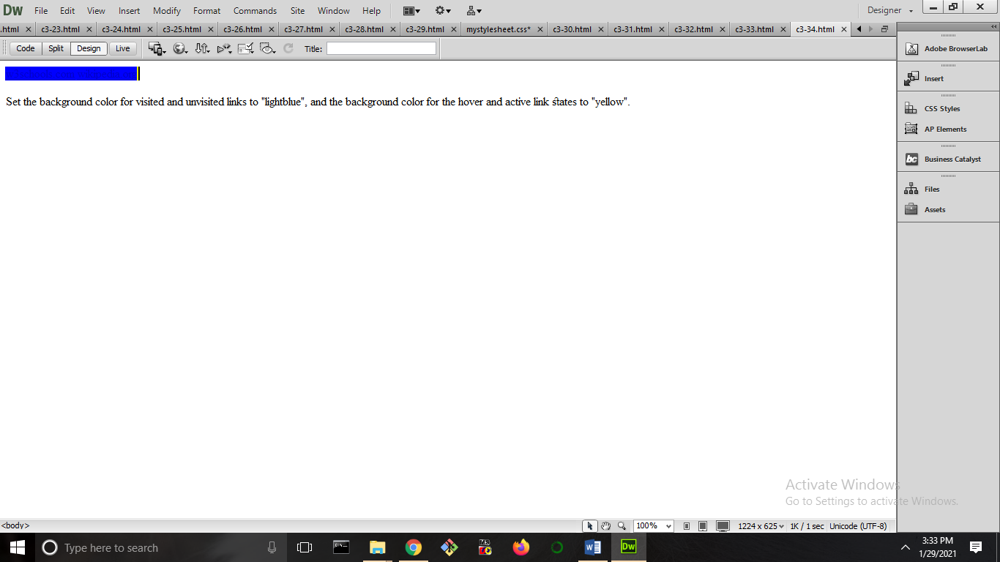 Dw File Edit View Insert Modify Format Commands Site Window Help Designer
.html c3-23.html c3-24.html c3-25.html c3-26.html c3-27.html c3-28.html c3-29.html mystylesheet.css* c3-30.html c3-31.html c3-32.html c3-33.html c3-34.html
Code Split Design Live Title:
Adobe BrowserLab
Insert
Set the background color for visited and unvisited links to "lightblue", and the background color for the hover and active link states to "yellow".
CSS Styles
AP Elements
bc Business Catalyst
Files
Assets
Activate Windows
Go to Settings to activate Windows.
<body> 100% 1224 x 625 1K / 1 sec Unicode (UTF-8)
Type here to search
Dw
3:33 PM
1/29/2021